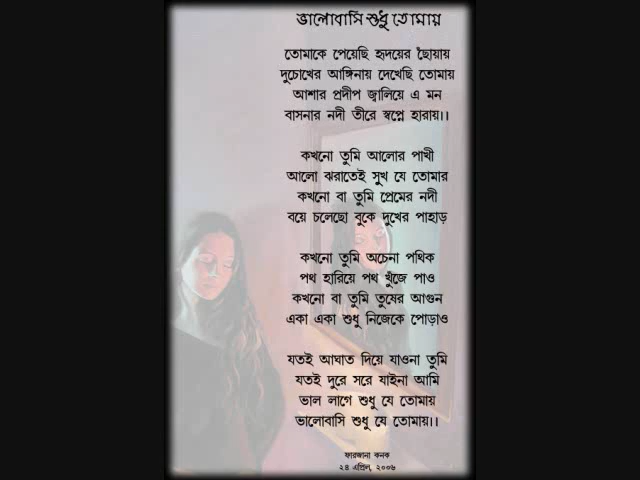 ভালোবাসি শুধু তোমায়
তোমাকে পেয়েছি হৃদয়ের ছোঁয়ায়
দুচোখের আঙ্গিনায় দেখেছি তোমায়
আশার প্রদীপ জ্বালিয়ে এ মন
বাসনার নদী তীরে স্বপ্নে হারায়।।
কখনো তুমি আলোর পাখী
আলো ঝরাতেই সুখ যে তোমার
কখনো বা তুমি প্রেমের নদী
বয়ে চলেছো বুকে দুখের পাহাড়
কখনো তুমি অচেনা পথিক
পথ হারিয়ে পথ খুঁজে পাও
কখনো বা তুমি তুষের আগুন
একা একা শুধু নিজেকে পোড়াও
যতই আঘাত দিয়ে যাওনা তুমি
যতই দুরে সরে যাইনা আমি
ভাল লাগে শুধু যে তোমায়
ভালোবাসি শুধু যে তোমায়।।
ফারজানা কনক
২৪ এপ্রিল, ২০০৬